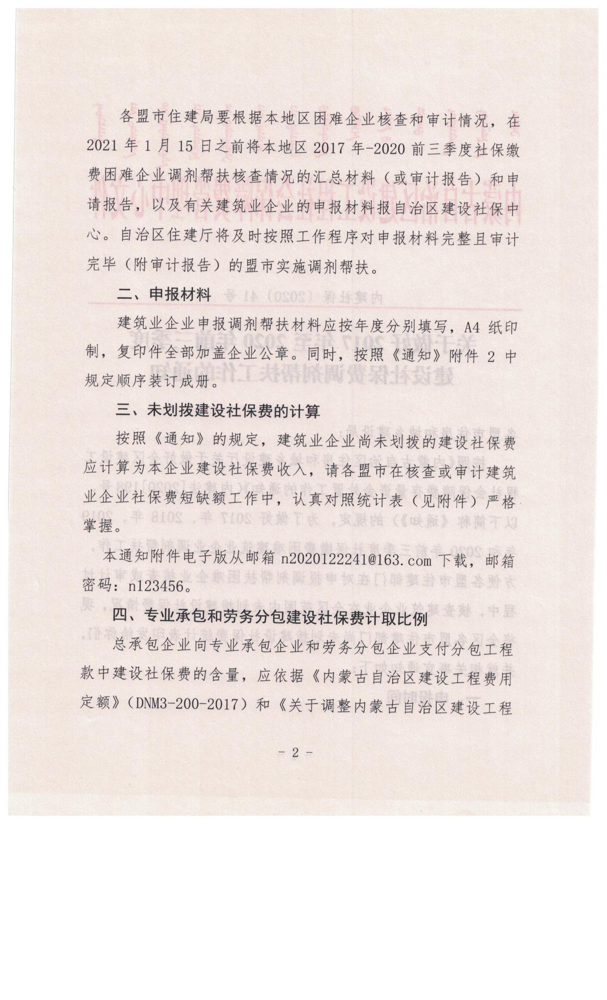 各盟市住建局要根据本地区困难企业核查和审计情况，在
2021 年 1 月 15 日之前将本地区 2017 年-2020 前三季度社保缴
费困难企业调剂帮扶核查情况的汇总材料（或审计报告）和申
请报告，以及有关建筑业企业的申报材料报自治区建设社保中
心。自治区住建厅将及时按照工作程序对申报材料完整且审计
完毕（附审计报告）的盟市实施调剂帮扶。
二、申报材料
建筑业企业申报调剂帮扶材料应按年度分别填写，A4 纸印
制，复印件全部加盖企业公章。同时，按照《通知》附件 2 中
规定顺序装订成册。
三、未划拨建设社保费的计算
按照《通知》的规定，建筑业企业尚未划拨的建设社保费
应计算为本企业建设社保费收入，请各盟市在核查或审计建筑
业企业社保费短缺额工作中，认真对照统计表（见附件）严格
掌握。
本通知附件电子版从邮箱 n2020122241@163.com 下载，邮箱
密码：n123456。
四、专业承包和劳务分包建设社保费计取比例
总承包企业向专业承包企业和劳务分包企业支付分包工程
款中建设社保费的含量，应依据《内蒙古自治区建设工程费用
定额》（DNM3-200-2017）和《关于调整内蒙古自治区建设工程
- 2 -